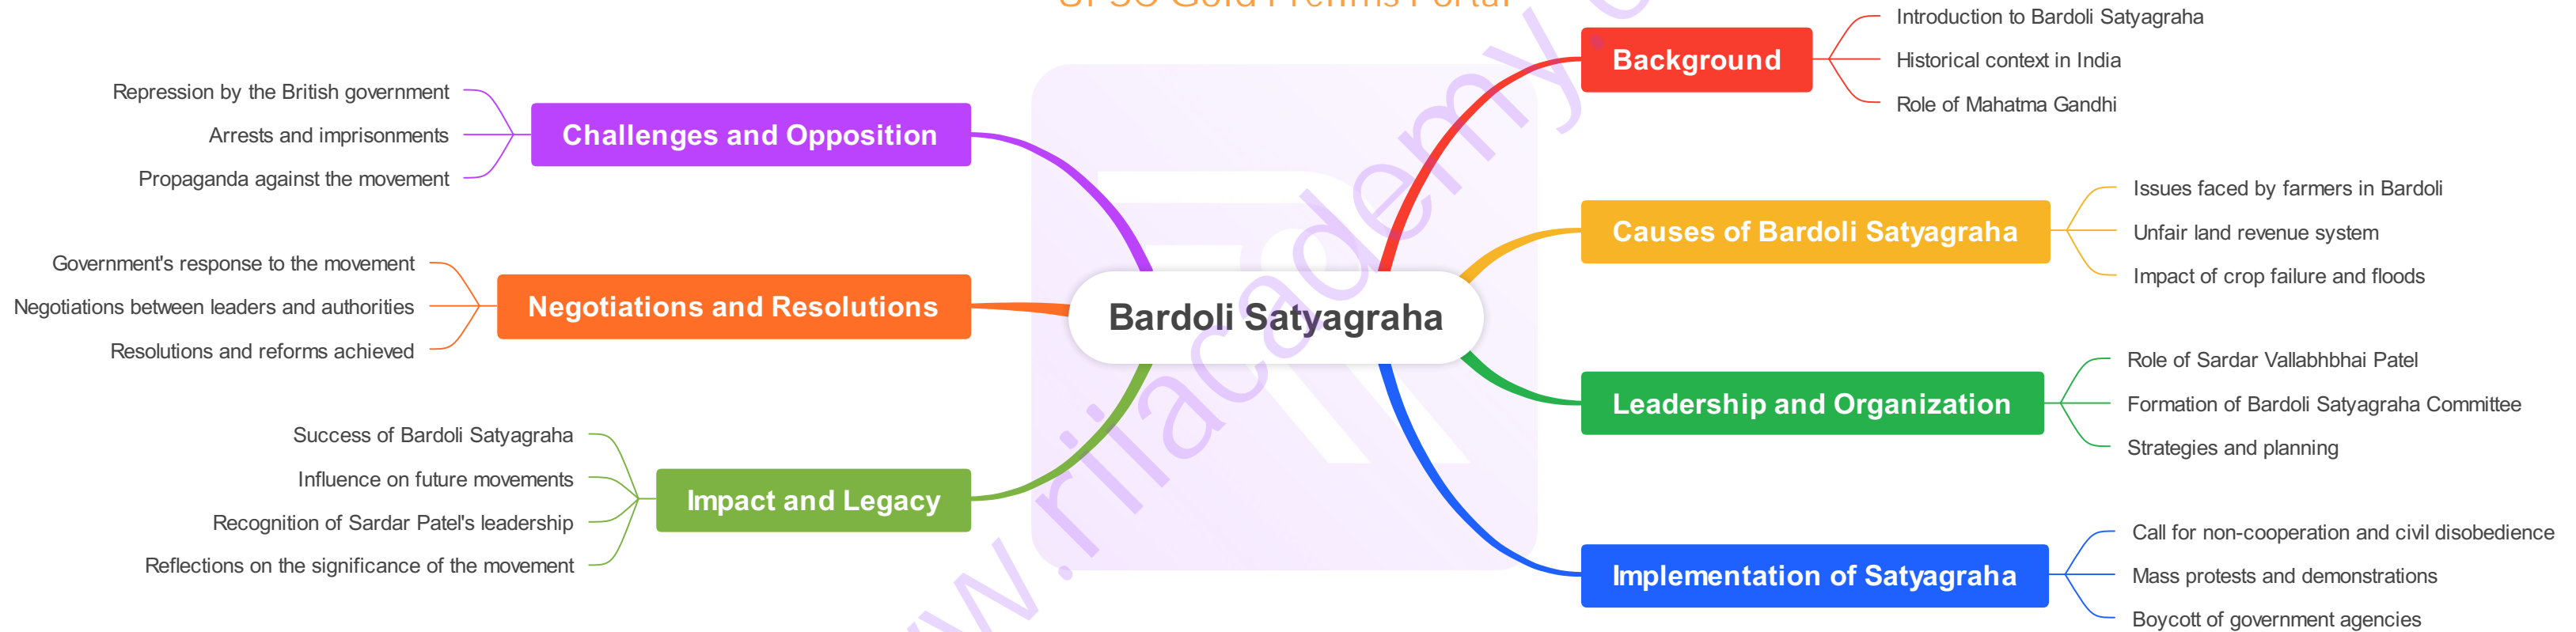 UPSC Gold Prelims Portal
Background
Introduction to Bardoli Satyagraha
Historical context in India
Role of Mahatma Gandhi
Causes of Bardoli Satyagraha
Issues faced by farmers in Bardoli
Unfair land revenue system
Impact of crop failure and floods
Leadership and Organization
Role of Sardar Vallabhbhai Patel
Formation of Bardoli Satyagraha Committee
Strategies and planning
Implementation of Satyagraha
Call for non-cooperation and civil disobedience
Mass protests and demonstrations
Boycott of government agencies
Bardoli Satyagraha
Challenges and Opposition
Repression by the British government
Arrests and imprisonments
Propaganda against the movement
Negotiations and Resolutions
Government's response to the movement
Negotiations between leaders and authorities
Resolutions and reforms achieved
Impact and Legacy
Success of Bardoli Satyagraha
Influence on future movements
Recognition of Sardar Patel's leadership
Reflections on the significance of the movement